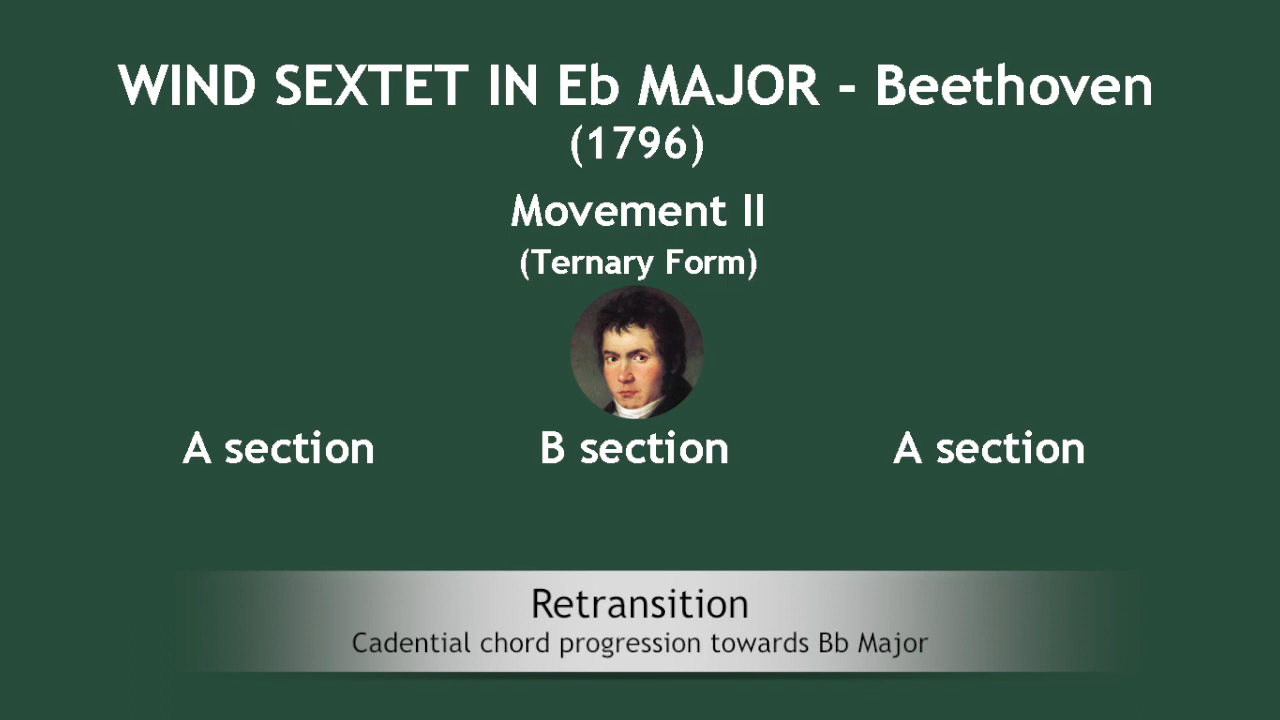 WIND SEXTET IN Eb MAJOR - Beethoven
(1796)
Movement II
(Ternary Form)
A section B section A section
Retransition
Cadential chord progression towards Bb Major